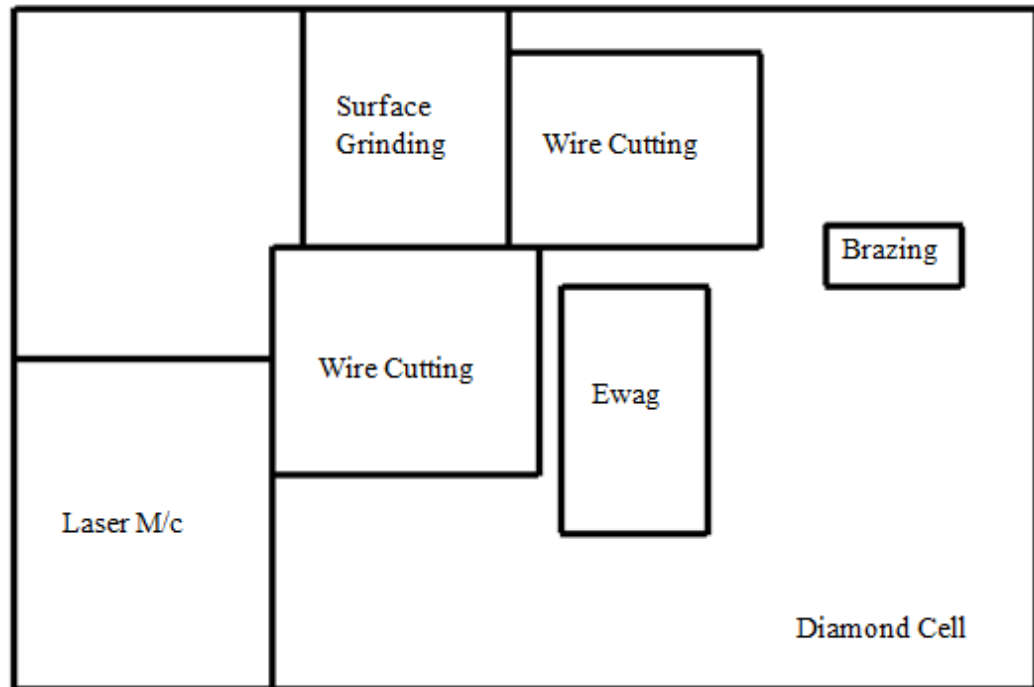 Surface
Grinding
Wire Cutting
Brazing
Wire Cutting
Ewag
Laser M/c
Diamond Cell